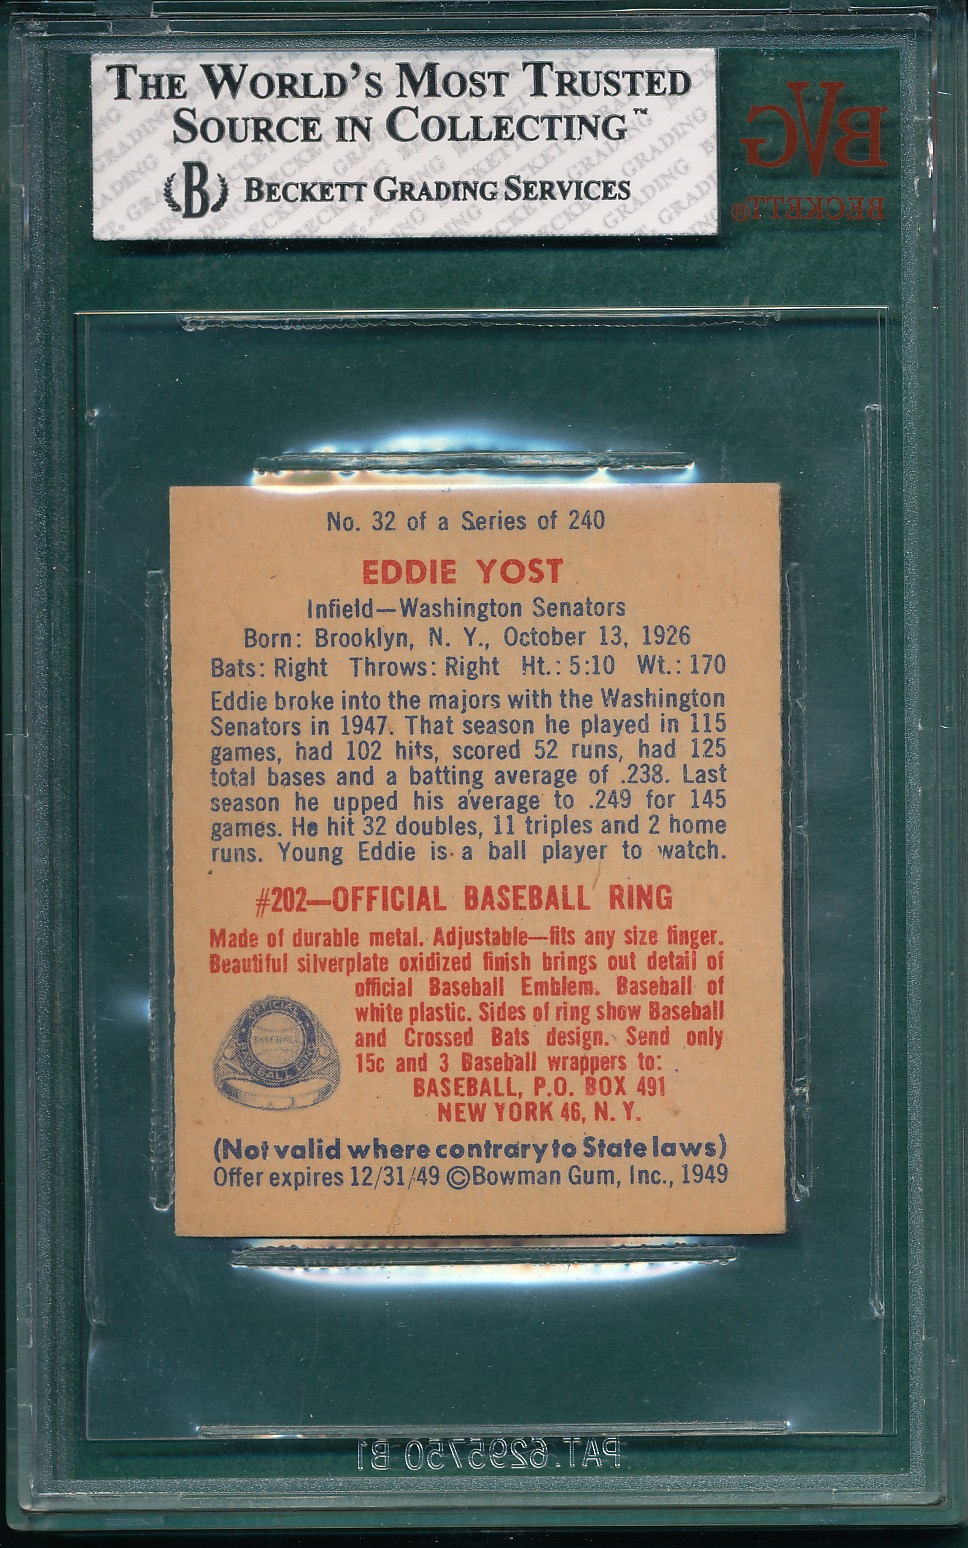 THE WORLD'S MOST TRUSTED
SOURCE IN COLLECTING™
B BECKETT GRADING SERVICES
BVG
BECKETT®
No. 32 of a Series of 240
EDDIE YOST
Infield—Washington Senators
Born: Brooklyn, N. Y., October 13, 1926
Bats: Right Throws: Right Ht.: 5:10 Wt.: 170
Eddie broke into the majors with the Washington
Senators in 1947. That season he played in 115
games, had 102 hits, scored 52 runs, had 125
total bases and a batting average of .238. Last
season he upped his average to .249 for 145
games. He hit 32 doubles, 11 triples and 2 home
runs. Young Eddie is a ball player to watch.
#202—OFFICIAL BASEBALL RING
Made of durable metal. Adjustable—fits any size finger.
Beautiful silverplate oxidized finish brings out detail of
official Baseball Emblem. Baseball of
white plastic. Sides of ring show Baseball
and Crossed Bats design. Send only
15c and 3 Baseball wrappers to:
BASEBALL, P.O. BOX 491
NEW YORK 46, N. Y.
OFFICIAL
BASEBALL
(Not valid where contrary to State laws)
Offer expires 12/31/49 ©Bowman Gum, Inc., 1949
PAT. 6295750 B1